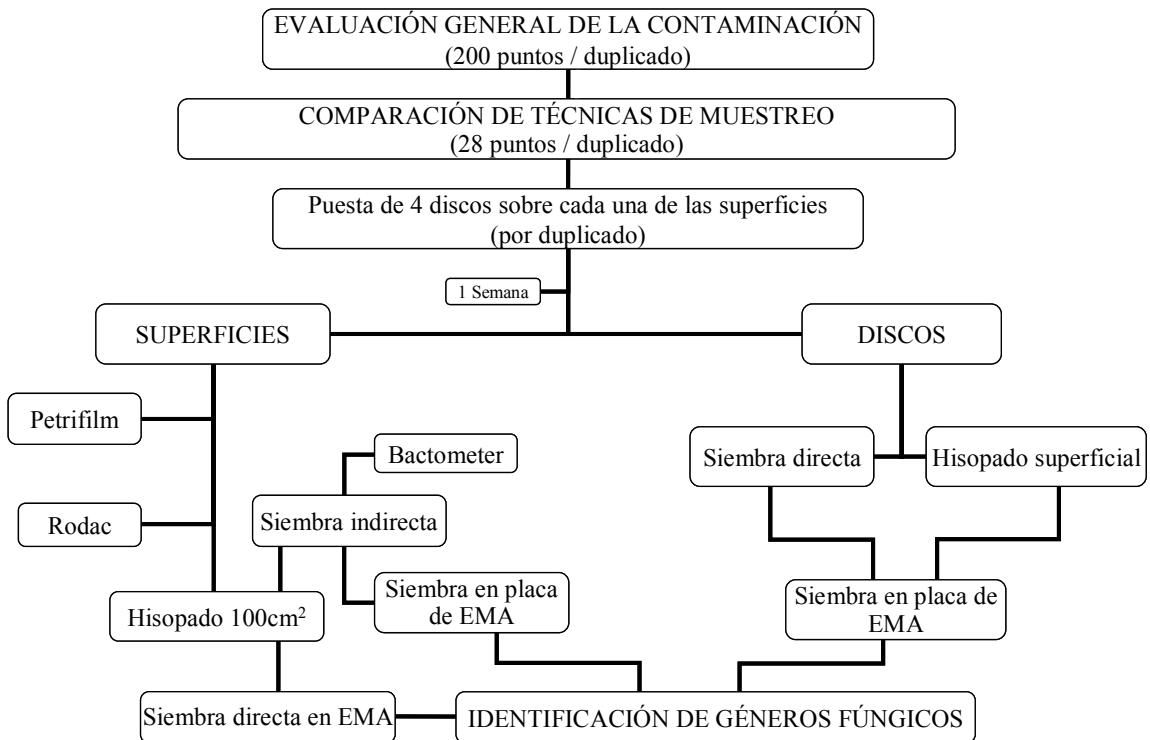 EVALUACIÓN GENERAL DE LA CONTAMINACIÓN
(200 puntos / duplicado)
COMPARACIÓN DE TÉCNICAS DE MUESTREO
(28 puntos / duplicado)
Puesta de 4 discos sobre cada una de las superficies
(por duplicado)
1 Semana
SUPERFICIES
DISCOS
Petrifilm
Bactometer
Siembra directa
Hisopado superficial
Rodac
Siembra indirecta
Hisopado 100cm²
Siembra en placa
de EMA
Siembra en placa de
EMA
Siembra directa en EMA
IDENTIFICACIÓN DE GÉNEROS FÚNGICOS